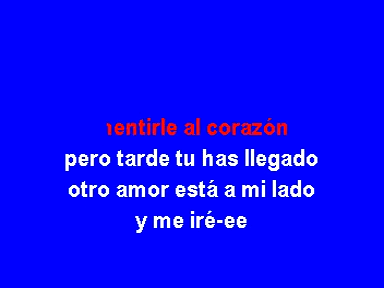 al corazón
pero tarde tu has llegado
otro amor está a mi lado
y me iré-ee